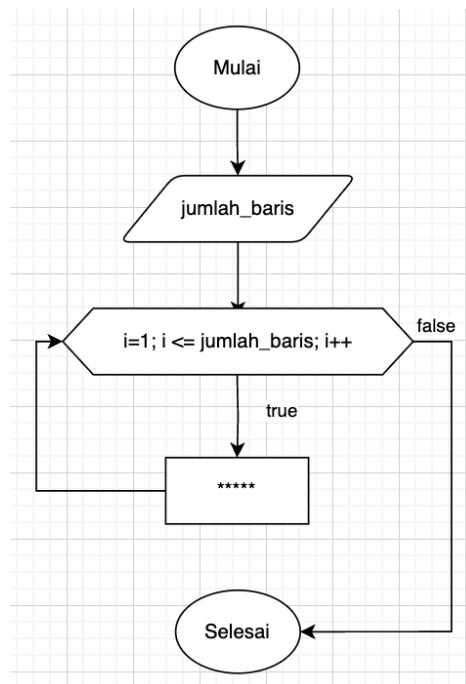 Mulai
jumlah_baris
i=1; i <= jumlah_baris; i++
false
true
*****
Selesai